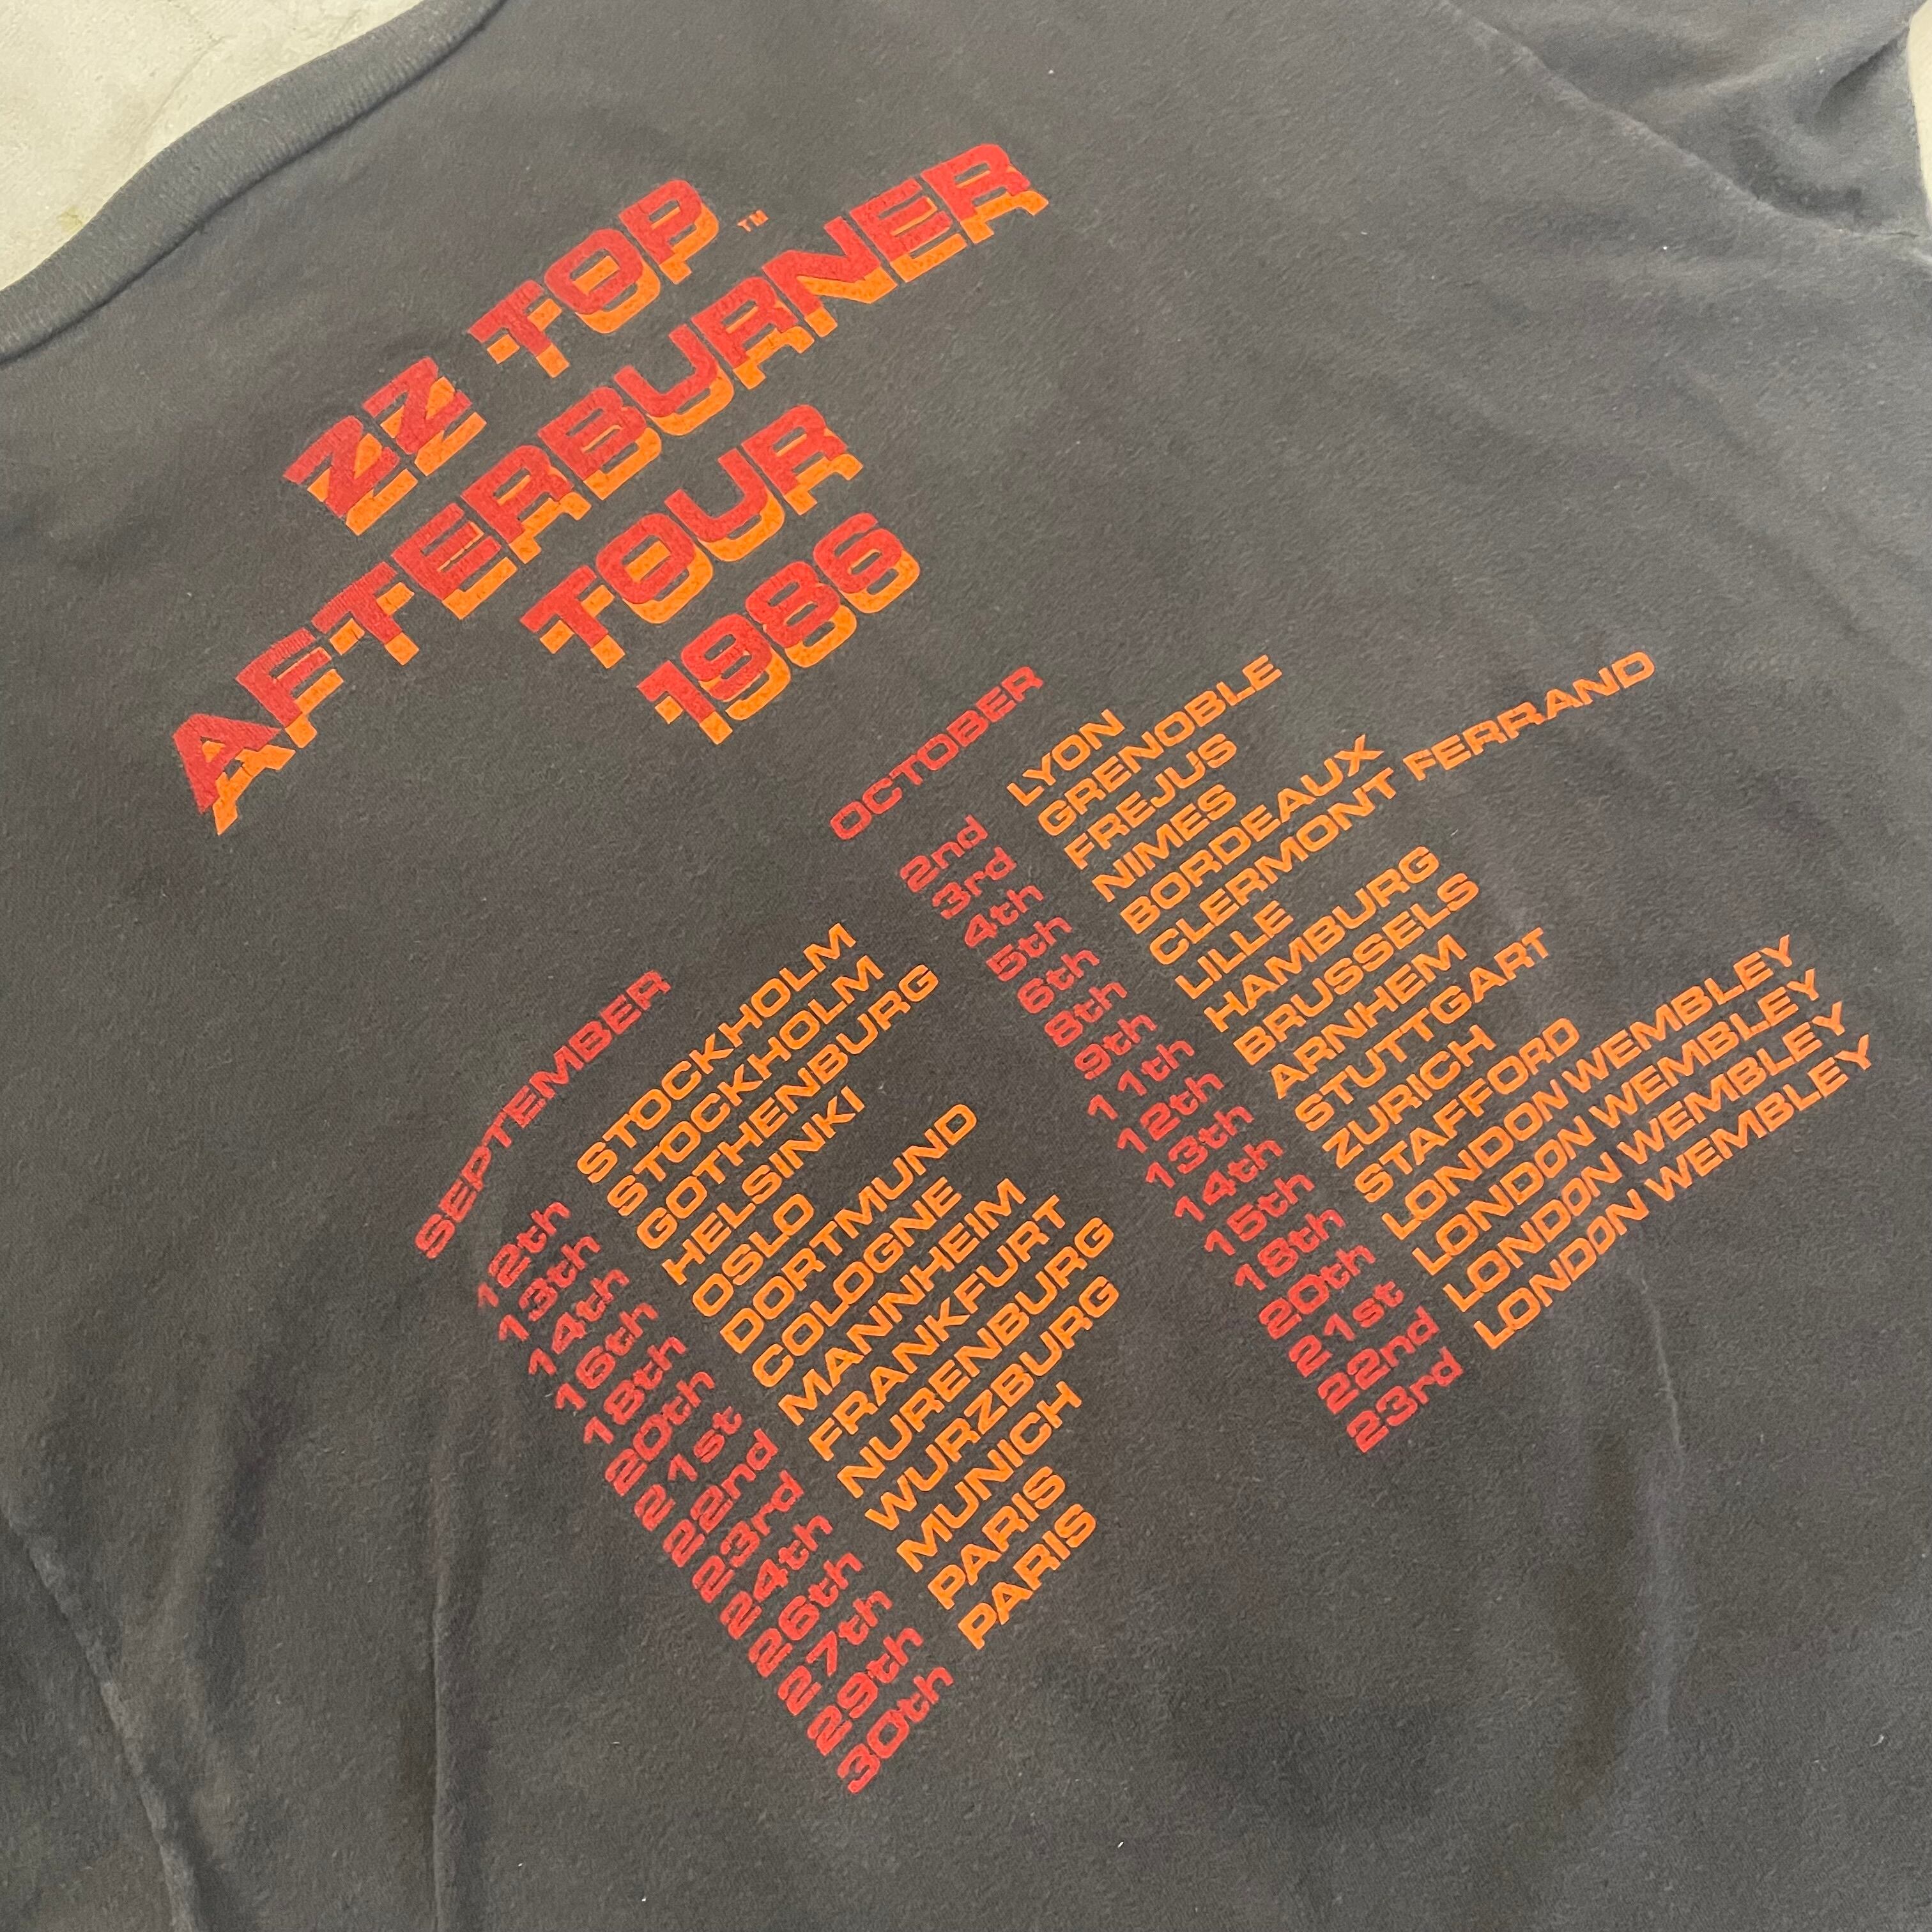 ZZ TOP™
AFTERBURNER
TOUR
1986
SEPTEMBER
12th STOCKHOLM
13th STOCKHOLM
14th GOTHENBURG
16th HELSINKI
18th OSLO
20th DORTMUND
21st COLOGNE
22nd MANNHEIM
23rd FRANKFURT
24th NURENBURG
26th WURZBURG
27th MUNICH
29th PARIS
30th PARIS
OCTOBER
2nd LYON
3rd GRENOBLE
4th FREJUS
5th NIMES
6th BORDEAUX
8th CLERMONT FERRAND
9th LILLE
11th HAMBURG
12th BRUSSELS
13th ARNHEM
14th STUTTGART
15th ZURICH
18th STAFFORD
20th LONDON WEMBLEY
21st LONDON WEMBLEY
22nd LONDON WEMBLEY
23rd LONDON WEMBLEY